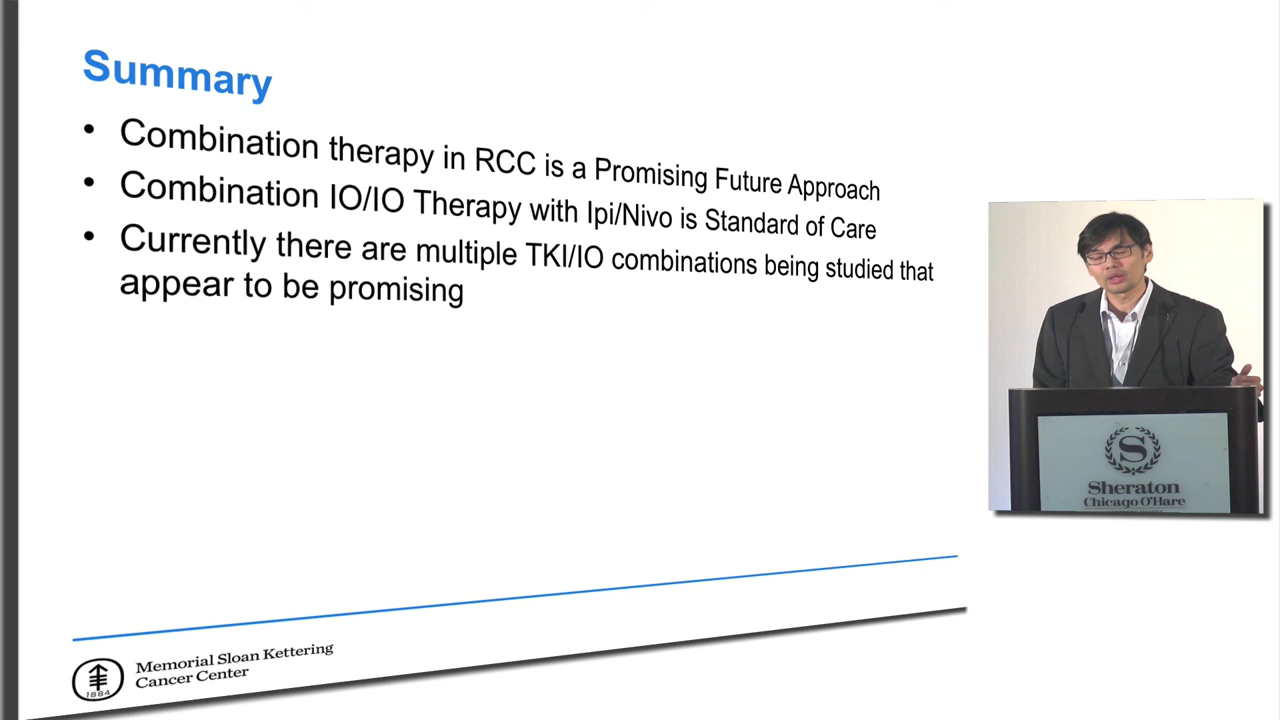 Summary
• Combination therapy in RCC is a Promising Future Approach
• Combination IO/IO Therapy with Ipi/Nivo is Standard of Care
• Currently there are multiple TKI/IO combinations being studied that
appear to be promising
S
Sheraton
Chicago O'Hare
1884
Memorial Sloan Kettering
Cancer Center